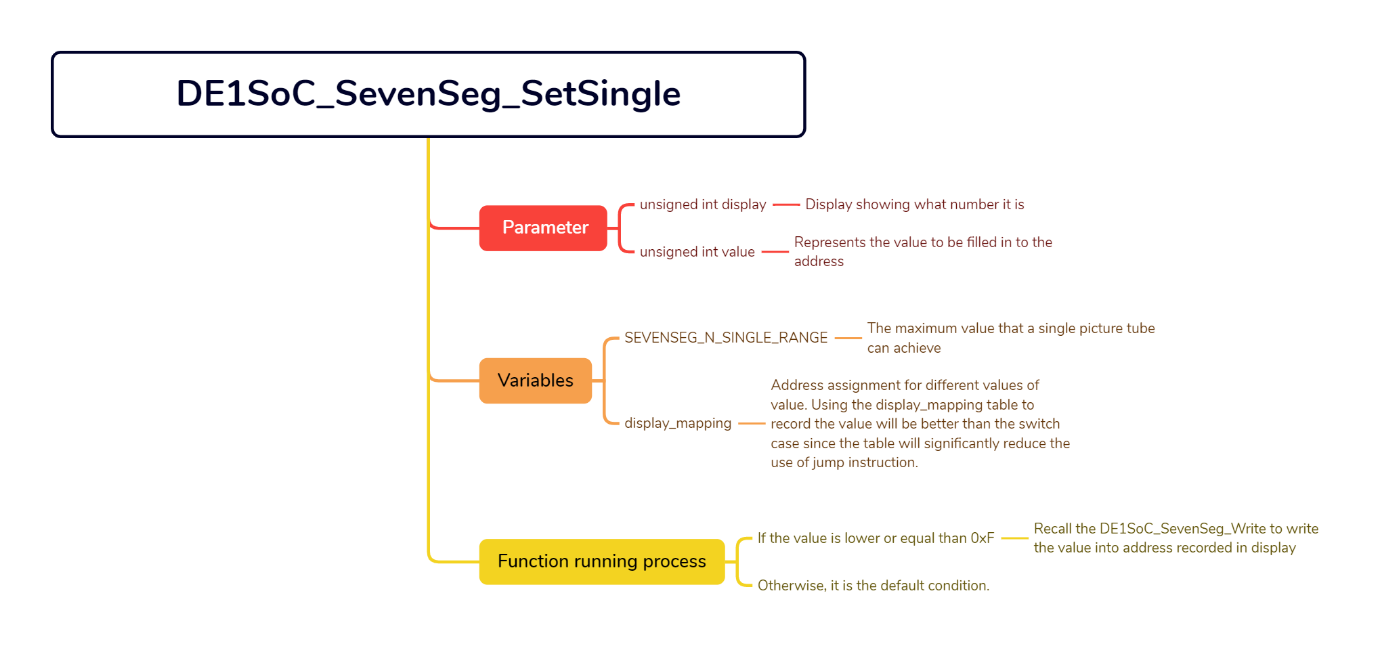 DE1SoC_SevenSeg_SetSingle
Parameter
unsigned int display
Display showing what number it is
unsigned int value
Represents the value to be filled in to the
address
Variables
SEVENSEG_N_SINGLE_RANGE
The maximum value that a single picture tube
can achieve
display_mapping
Address assignment for different values of
value. Using the display_mapping table to
record the value will be better than the switch
case since the table will significantly reduce the
use of jump instruction.
Function running process
If the value is lower or equal than 0xF
Recall the DE1SoC_SevenSeg_Write to write
the value into address recorded in display
Otherwise, it is the default condition.